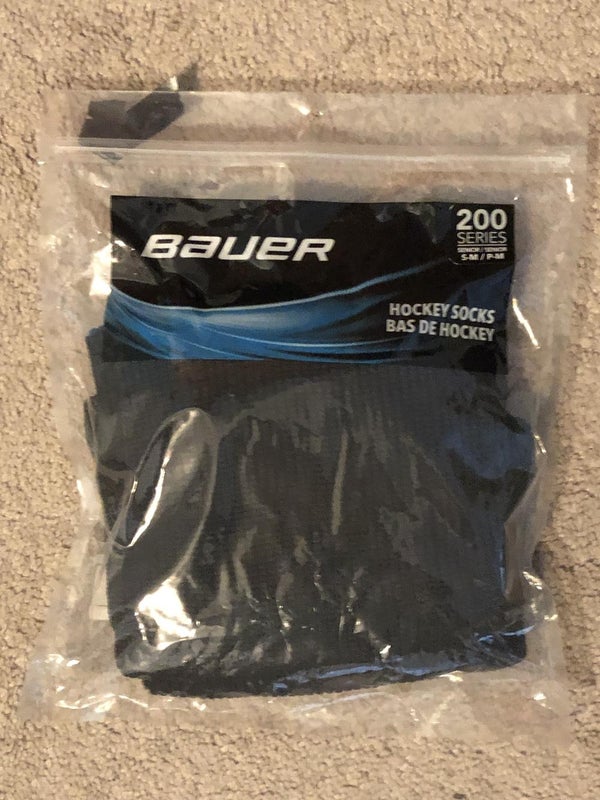 BAUER
200
SERIES
SENIOR / SENIOR
S-M / P-M
HOCKEY SOCKS
BAS DE HOCKEY